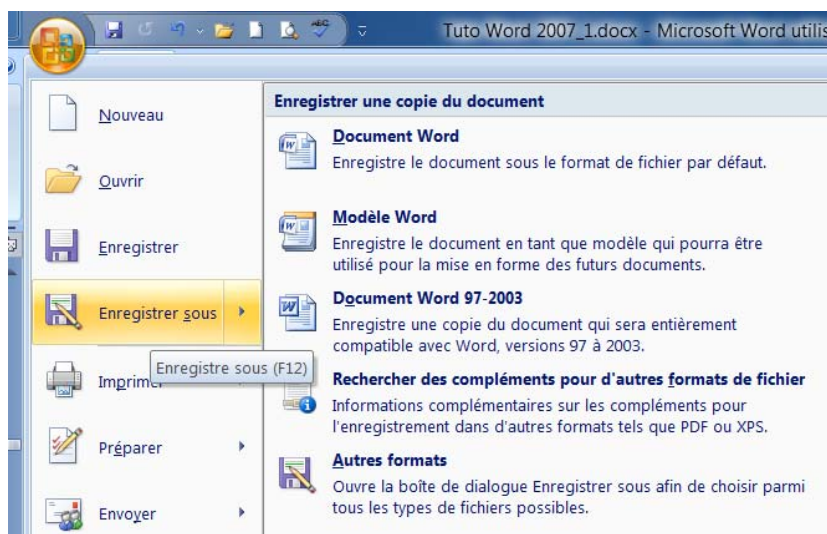 Tuto Word 2007_1.docx - Microsoft Word utilis
Nouveau
Ouvrir
Enregistrer
Enregistrer sous
Enregistre sous (F12)
Préparer
Envoyer
Enregistrer une copie du document
Document Word
Enregistre le document sous le format de fichier par défaut.
Modèle Word
Enregistre le document en tant que modèle qui pourra être
utilisé pour la mise en forme des futurs documents.
Document Word 97-2003
Enregistre une copie du document qui sera entièrement
compatible avec Word, versions 97 à 2003.
Rechercher des compléments pour d'autres formats de fichier
Informations complémentaires sur les compléments pour
l'enregistrement dans d'autres formats tels que PDF ou XPS.
Autres formats
Ouvre la boîte de dialogue Enregistrer sous afin de choisir parmi
tous les types de fichiers possibles.